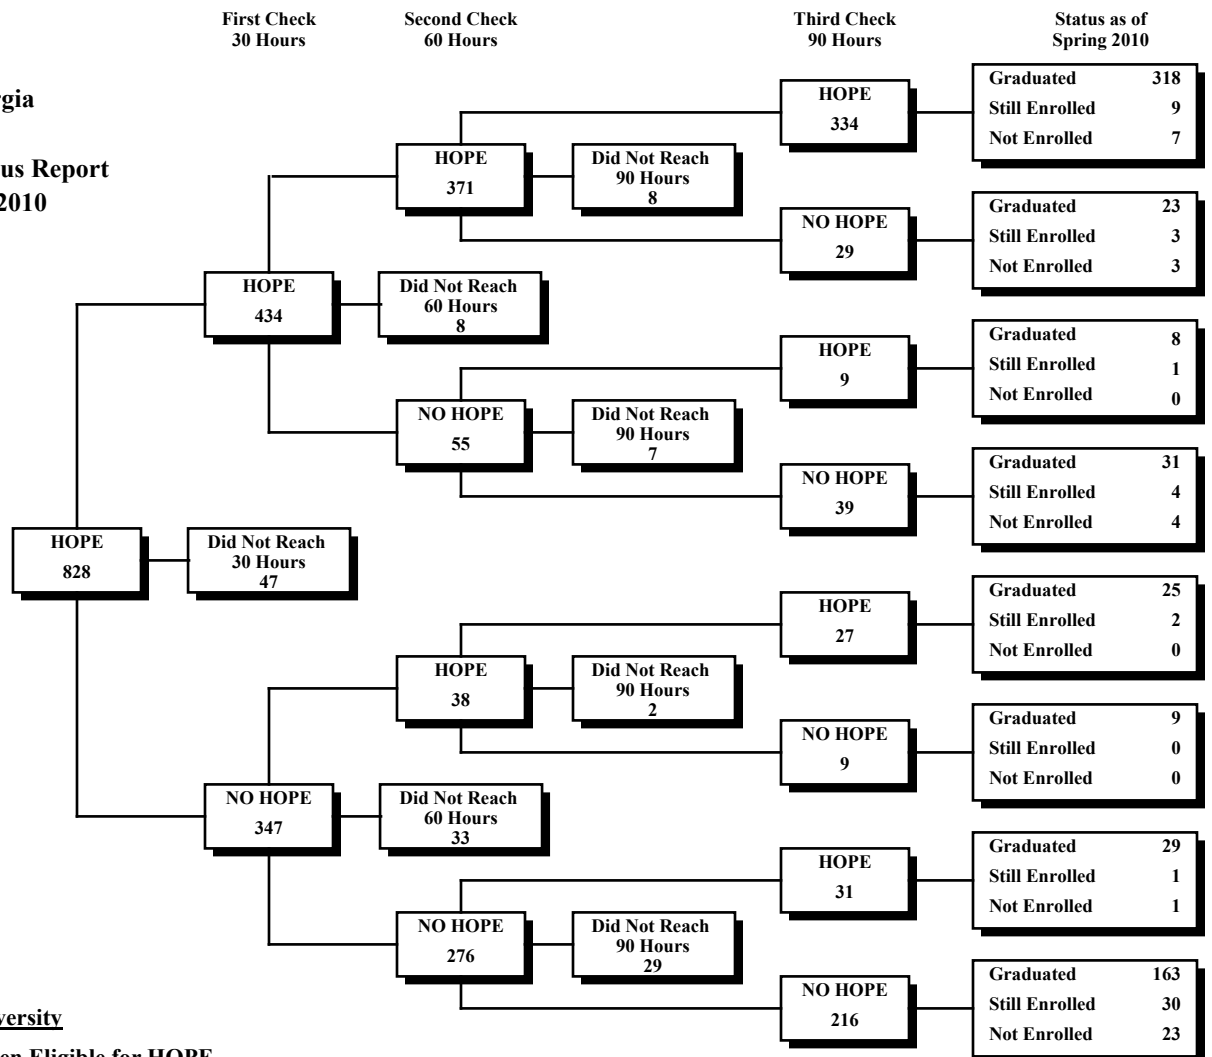 First Check
30 Hours
Second Check
60 Hours
Third Check
90 Hours
Status as of
Spring 2010
rgia
us Report
2010
HOPE
828
Did Not Reach
30 Hours
47
HOPE
434
Did Not Reach
60 Hours
8
NO HOPE
347
Did Not Reach
60 Hours
33
HOPE
371
Did Not Reach
90 Hours
8
NO HOPE
55
Did Not Reach
90 Hours
7
HOPE
38
Did Not Reach
90 Hours
2
NO HOPE
276
Did Not Reach
90 Hours
29
HOPE
334
Graduated 318
Still Enrolled 9
Not Enrolled 7
NO HOPE
29
Graduated 23
Still Enrolled 3
Not Enrolled 3
HOPE
9
Graduated 8
Still Enrolled 1
Not Enrolled 0
NO HOPE
39
Graduated 31
Still Enrolled 4
Not Enrolled 4
HOPE
27
Graduated 25
Still Enrolled 2
Not Enrolled 0
NO HOPE
9
Graduated 9
Still Enrolled 0
Not Enrolled 0
HOPE
31
Graduated 29
Still Enrolled 1
Not Enrolled 1
NO HOPE
216
Graduated 163
Still Enrolled 30
Not Enrolled 23
versity
en Eligible for HOPE